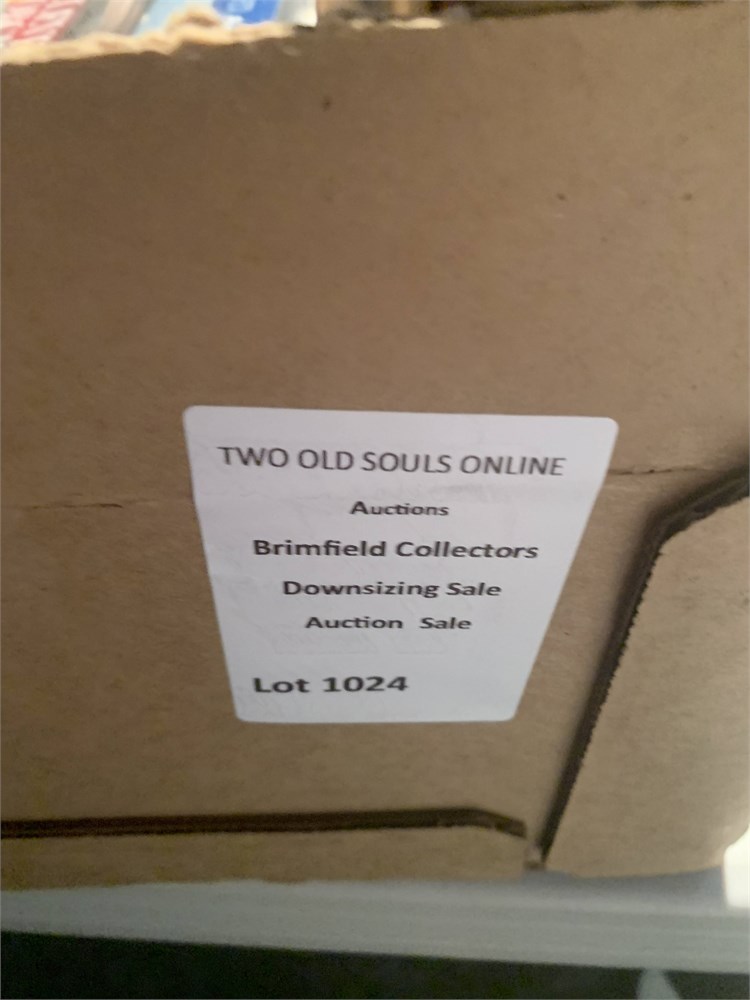 TWO OLD SOULS ONLINE
Auctions
Brimfield Collectors
Downsizing Sale
Auction Sale
Lot 1024